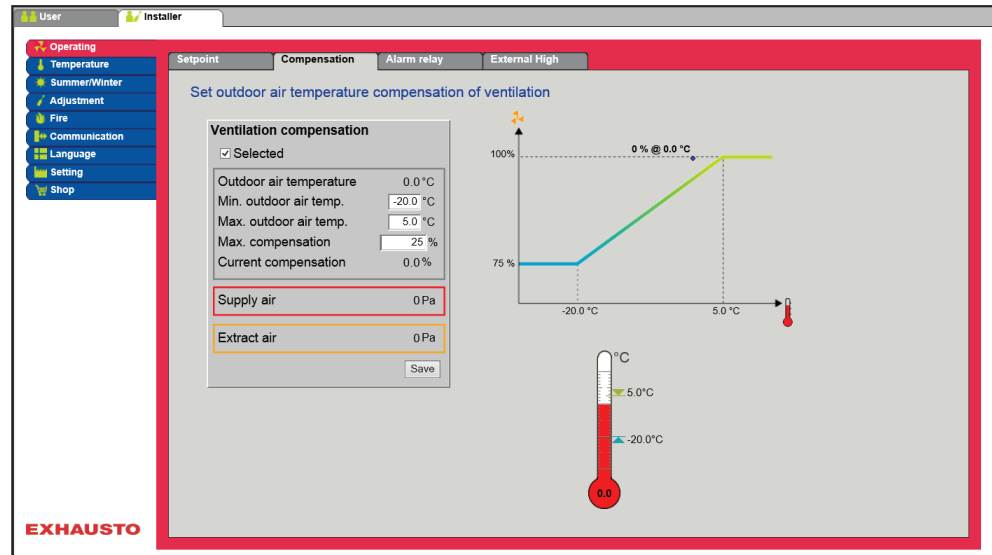 User Installer
Operating
Temperature
Summer/Winter
Adjustment
Fire
Communication
Language
Setting
Shop
Setpoint Compensation Alarm relay External High
Set outdoor air temperature compensation of ventilation
Ventilation compensation
Selected
Outdoor air temperature 0.0 °C
Min. outdoor air temp. -20.0 °C
Max. outdoor air temp. 5.0 °C
Max. compensation 25 %
Current compensation 0.0 %
Supply air 0 Pa
Extract air 0 Pa
Save
0 % @ 0.0 °C
100%
75 %
-20.0 °C 5.0 °C
°C
5.0°C
-20.0°C
0.0
EXHAUSTO